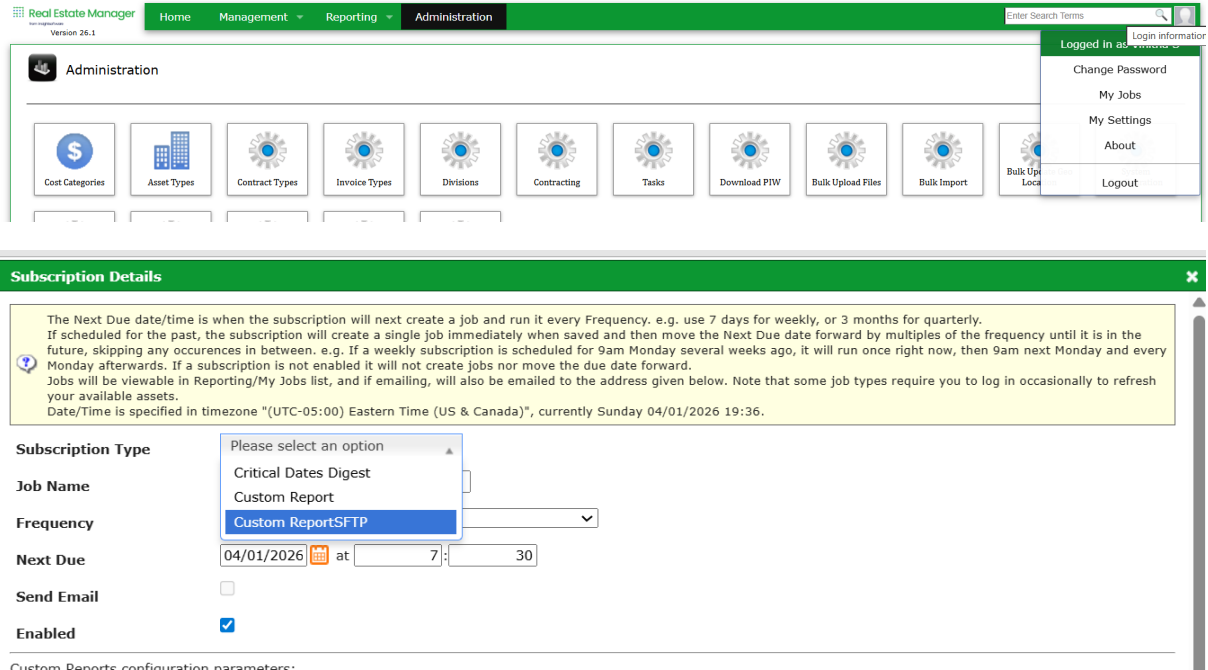 Real Estate Manager
from insightsoftware
Version 26.1
Home
Management
Reporting
Administration
Enter Search Terms
Login information
Logged in as
Change Password
My Jobs
My Settings
About
Logout
Administration
Cost Categories
Asset Types
Contract Types
Invoice Types
Divisions
Contracting
Tasks
Download PIW
Bulk Upload Files
Bulk Import
Subscription Details
The Next Due date/time is when the subscription will next create a job and run it every Frequency. e.g. use 7 days for weekly, or 3 months for quarterly.
If scheduled for the past, the subscription will create a single job immediately when saved and then move the Next Due date forward by multiples of the frequency until it is in the
future, skipping any occurences in between. e.g. If a weekly subscription is scheduled for 9am Monday several weeks ago, it will run once right now, then 9am next Monday and every
Monday afterwards. If a subscription is not enabled it will not create jobs nor move the due date forward.
Jobs will be viewable in Reporting/My Jobs list, and if emailing, will also be emailed to the address given below. Note that some job types require you to log in occasionally to refresh
your available assets.
Date/Time is specified in timezone "(UTC-05:00) Eastern Time (US & Canada)", currently Sunday 04/01/2026 19:36.
Subscription Type
Please select an option
Critical Dates Digest
Custom Report
Custom ReportSFTP
Job Name
Frequency
Next Due
04/01/2026 at 7 : 30
Send Email
Enabled
Custom Reports configuration parameters: